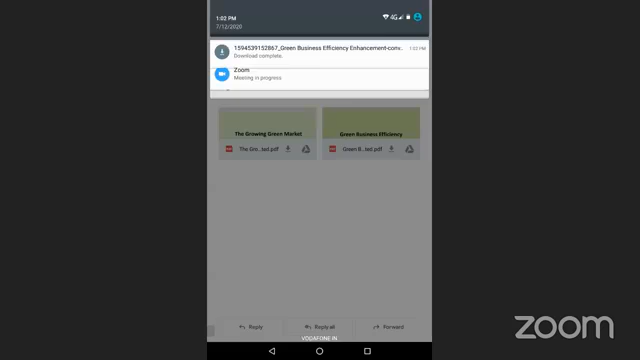 1:02 PM
4G
7/12/2020
1594539152867_Green Business Efficiency Enhancement-conv..
1:02 PM
Download complete.
Zoom
Meeting in progress
The Growing Green Market
Green Business Efficiency
The Gro...ted.pdf
Green B...ted.pdf
Reply
Reply all
Forward
VODAFONE IN
zoom